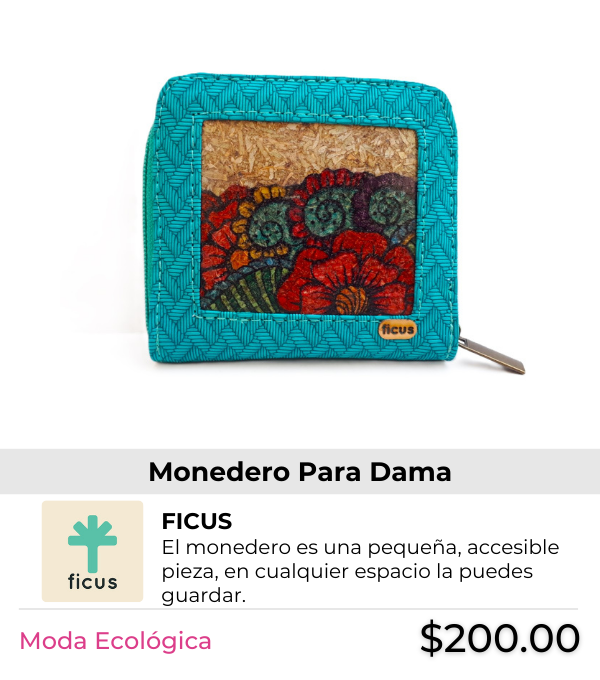 ficus
Monedero Para Dama
ficus
FICUS
El monedero es una pequeña, accesible
pieza, en cualquier espacio la puedes
guardar.
Moda Ecológica
$200.00